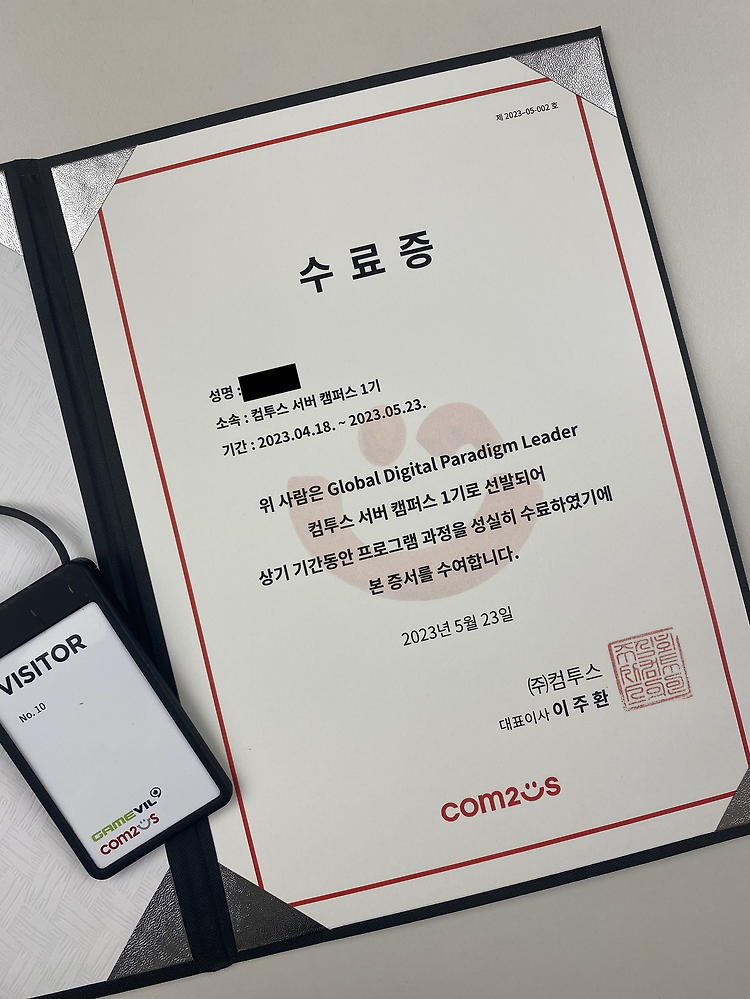 제 2023-05-002 호
수료증
성명 :
소속 : 컴투스 서버 캠퍼스 1기
기간 : 2023.04.18. ~ 2023.05.23.
위 사람은 Global Digital Paradigm Leader
컴투스 서버 캠퍼스 1기로 선발되어
상기 기간동안 프로그램 과정을 성실히 수료하였기에
본 증서를 수여합니다.
2023년 5월 23일
㈜컴투스
대표이사 이 주 환
com2us
VISITOR
No.10
GAMEVIL
com2us